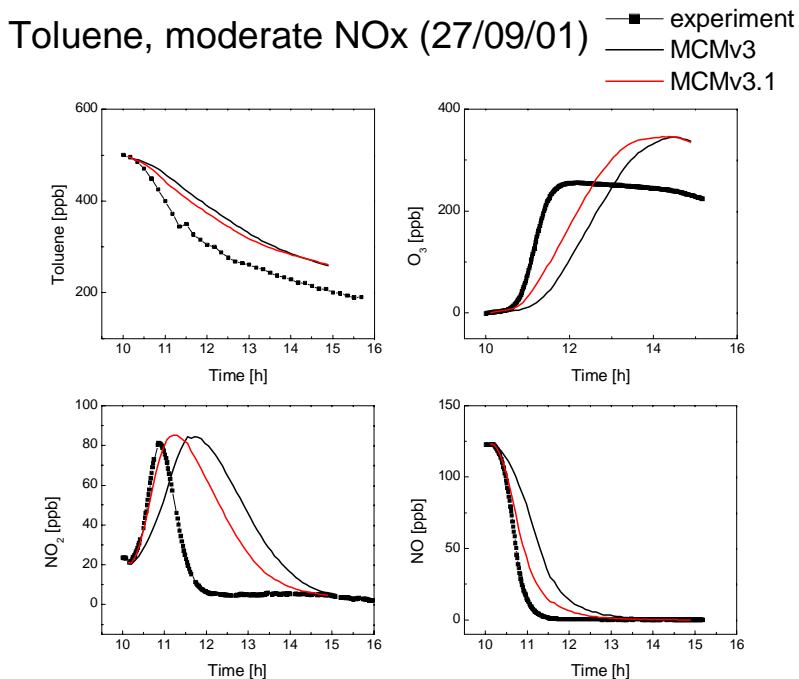 Toluene, moderate NOx (27/09/01)
experiment
MCMv3
MCMv3.1
600
400
200
Toluene [ppb]
10 11 12 13 14 15 16
Time [h]
400
200
0
O3 [ppb]
10 12 14 16
Time [h]
100
80
60
40
20
0
NO2 [ppb]
10 11 12 13 14 15 16
Time [h]
150
100
50
0
NO [ppb]
10 11 12 13 14 15 16
Time [h]